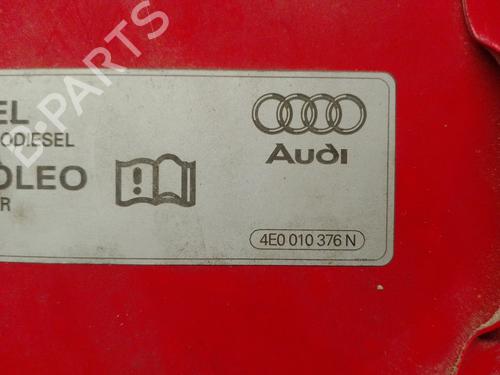 B-PARTS
EL
ODIESEL
OLEO
R
Audi
4E0 010 376 N